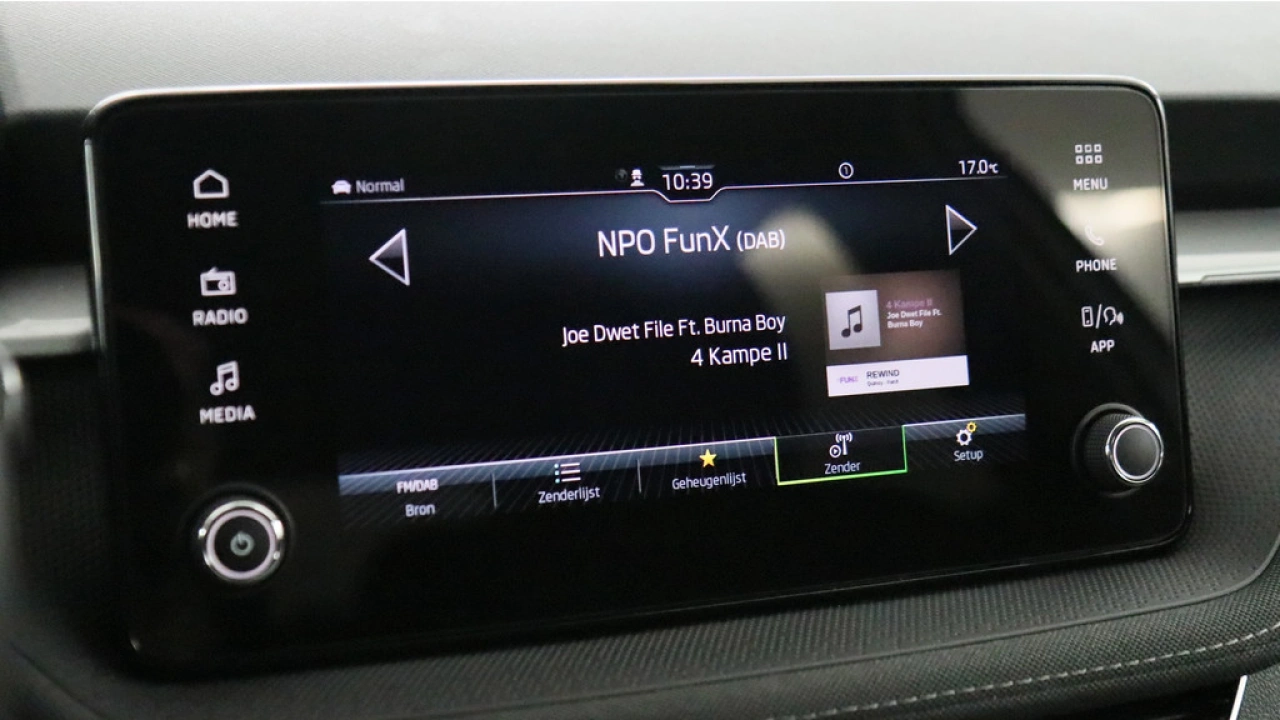 HOME
RADIO
MEDIA
Normal
10:39
1
17.0°C
NPO FunX (DAB)
Joe Dwet File Ft. Burna Boy
4 Kampe II
4 Kampe II
Joe Dwet File Ft.
Burna Boy
FUNX
REWIND
FM/DAB
Bron
Zenderlijst
Geheugenlijst
Zender
Setup
MENU
PHONE
APP